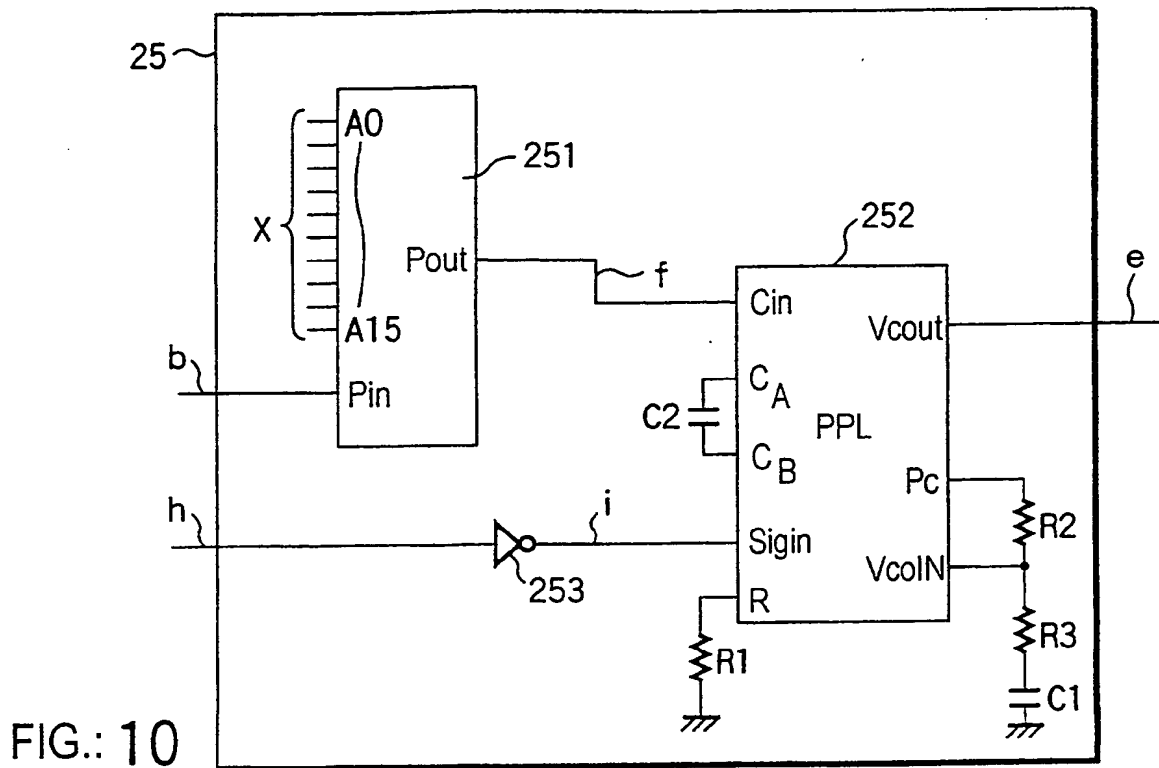 25
A0
251
X
Pout
f
252
e
A15
Cin
Vcout
b
Pin
C2
CA
PPL
CB
Pc
h
i
Sigin
R2
253
VcoIN
R
R3
R1
C1
FIG.: 10